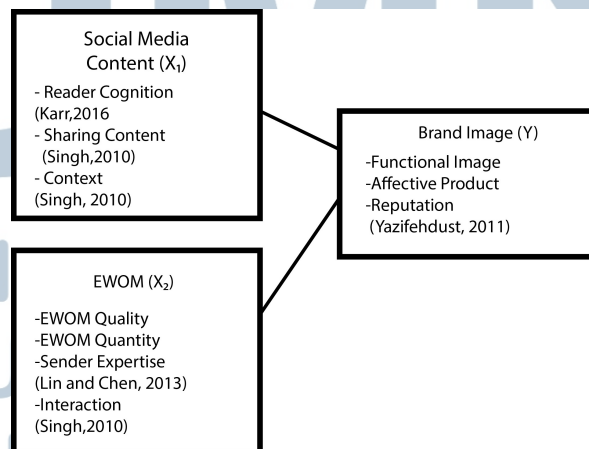 Social Media
Content (X₁)
- Reader Cognition
(Karr,2016
- Sharing Content
(Singh,2010)
- Context
(Singh, 2010)
Brand Image (Y)
-Functional Image
-Affective Product
-Reputation
(Yazifehdust, 2011)
EWOM (X₂)
-EWOM Quality
-EWOM Quantity
-Sender Expertise
(Lin and Chen, 2013)
-Interaction
(Singh,2010)